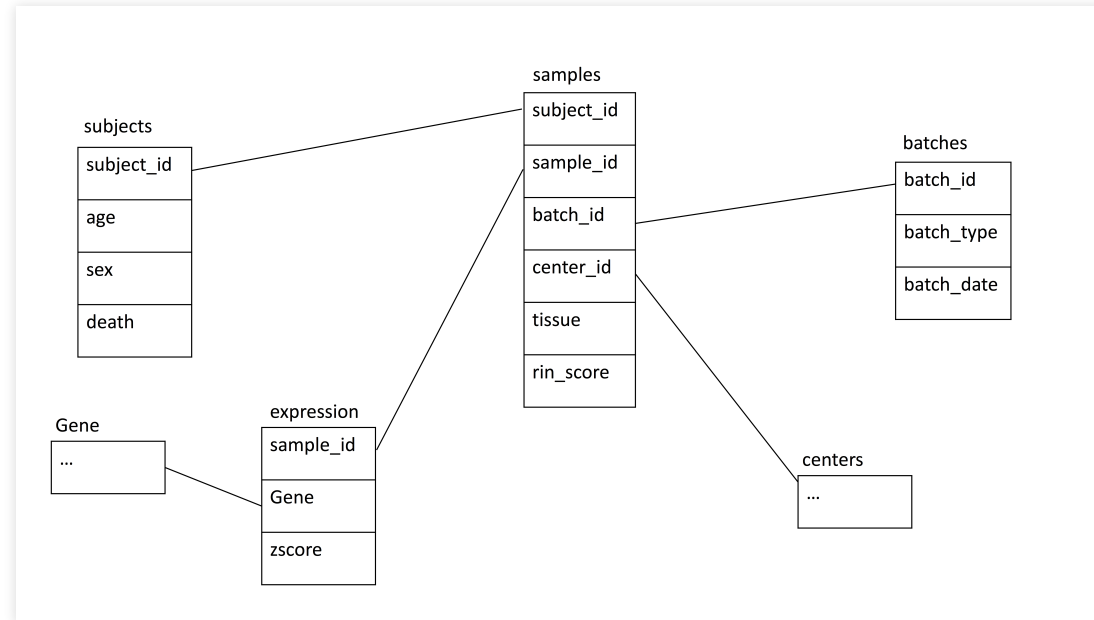 samples
subject_id
sample_id
batch_id
center_id
tissue
rin_score
subjects
subject_id
age
sex
death
batches
batch_id
batch_type
batch_date
Gene
...
expression
sample_id
Gene
zscore
centers
...